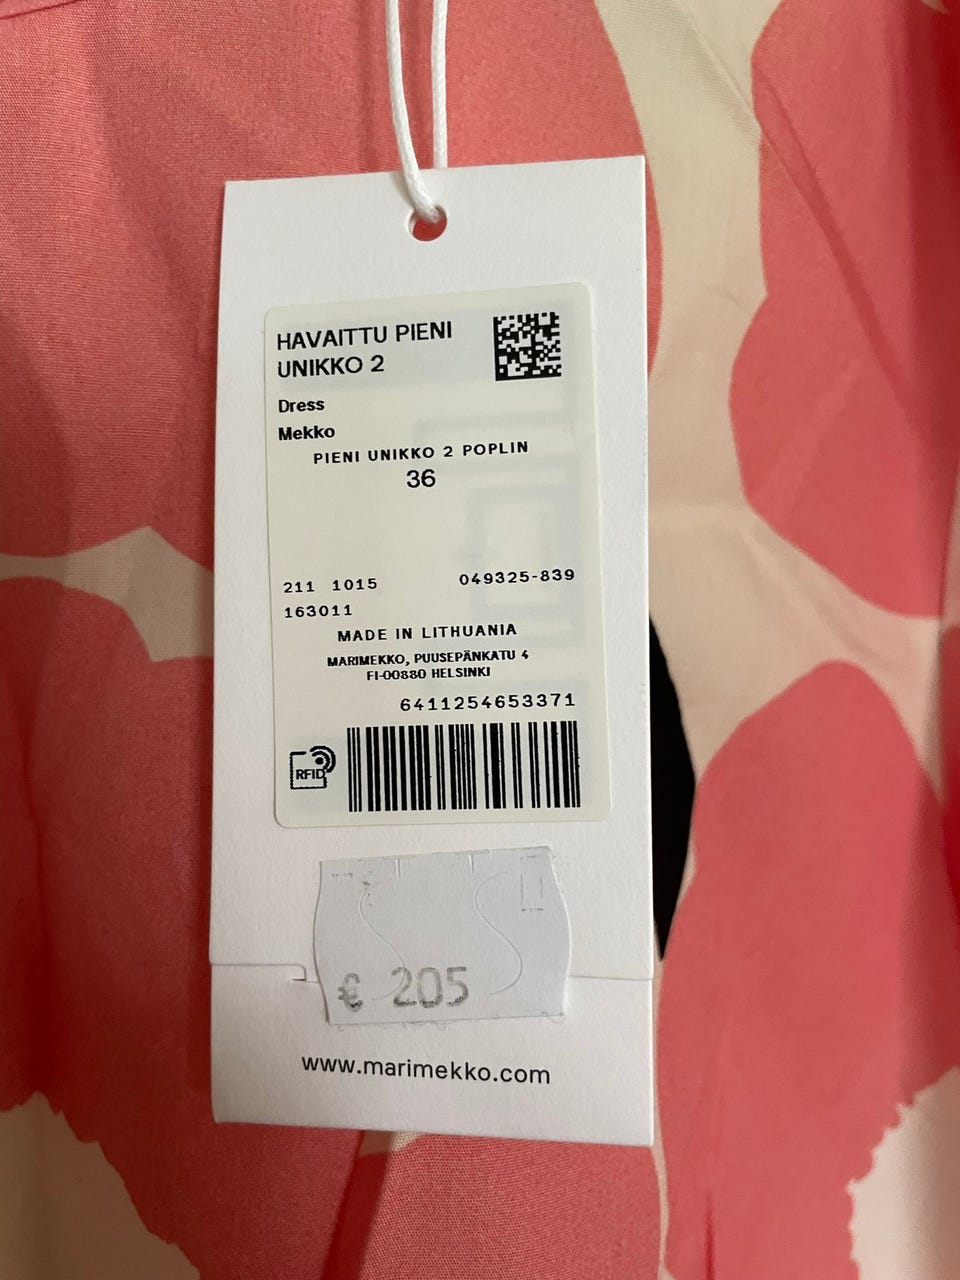 HAVAITTU PIENI
UNIKKO 2
Dress
Mekko
PIENI UNIKKO 2 POPLIN
36
211 1015 049325-839
163011
MADE IN LITHUANIA
MARIMEKKO, PUUSEPÄNKATU 4
FI-00880 HELSINKI
6411254653371
RFID
€ 205
www.marimekko.com